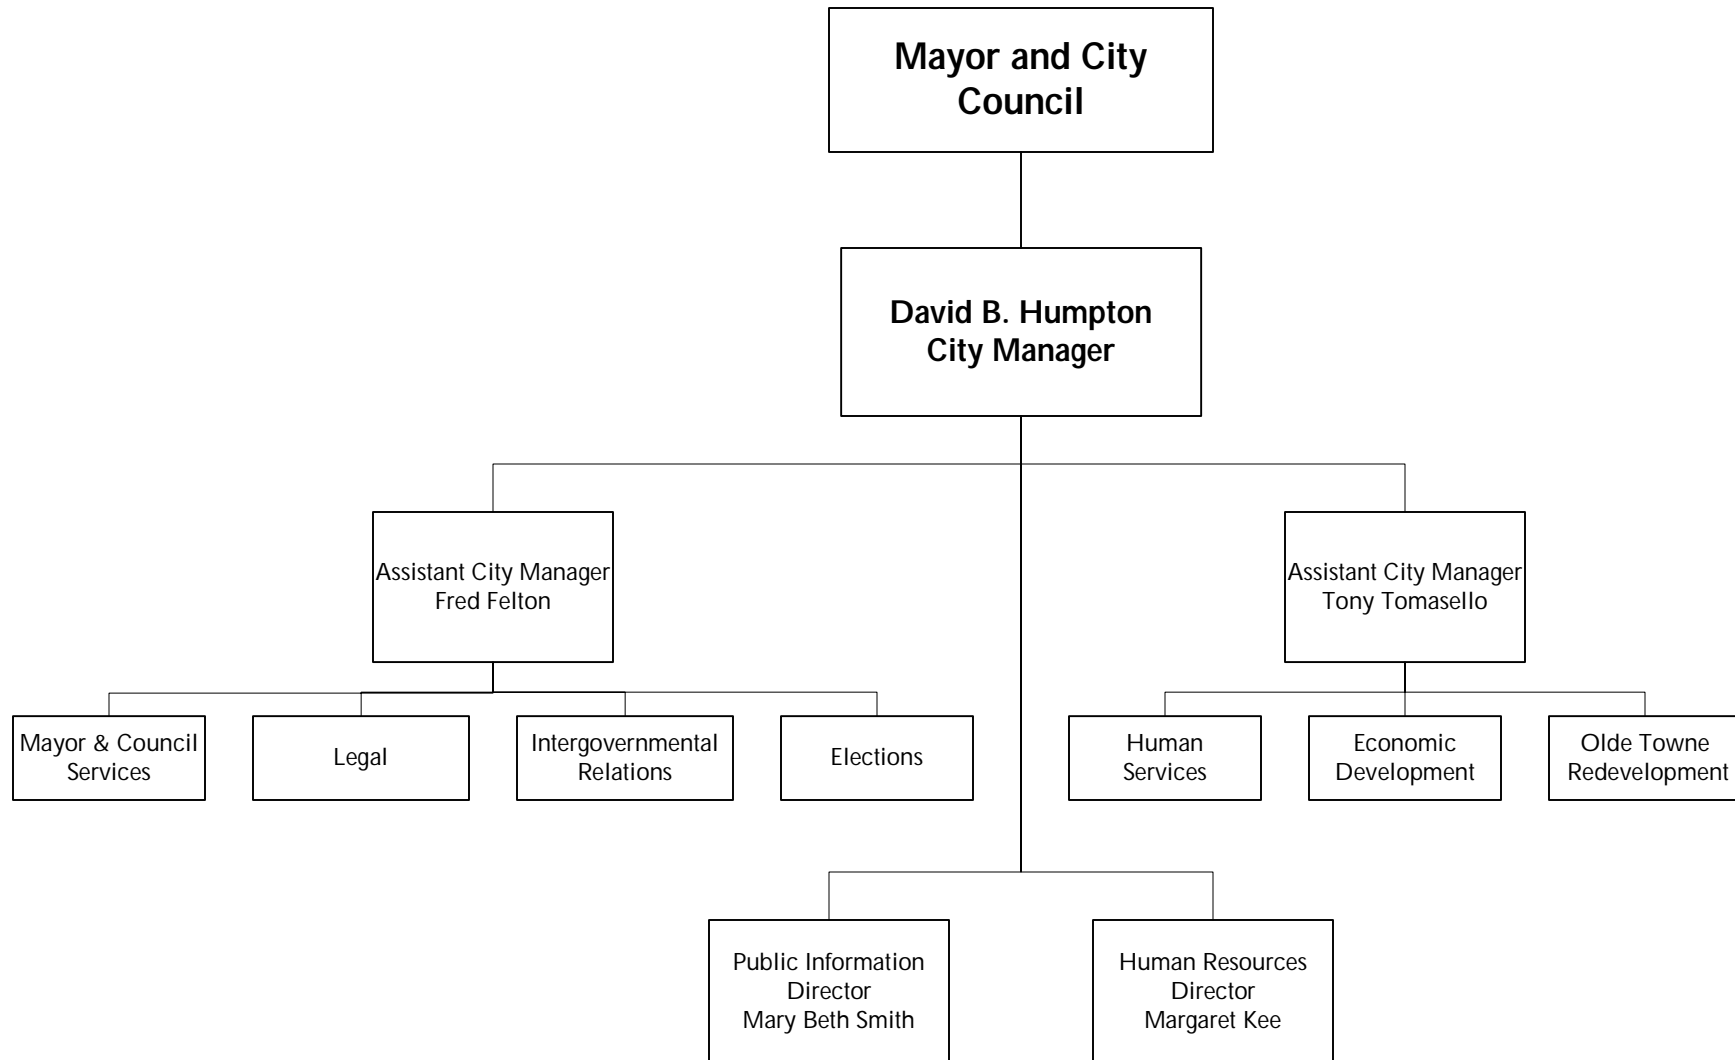 Mayor and City
Council
David B. Humpton
City Manager
Assistant City Manager
Fred Felton
Assistant City Manager
Tony Tomasello
Mayor & Council
Services
Legal
Intergovernmental
Relations
Elections
Human
Services
Economic
Development
Olde Towne
Redevelopment
Public Information
Director
Mary Beth Smith
Human Resources
Director
Margaret Kee